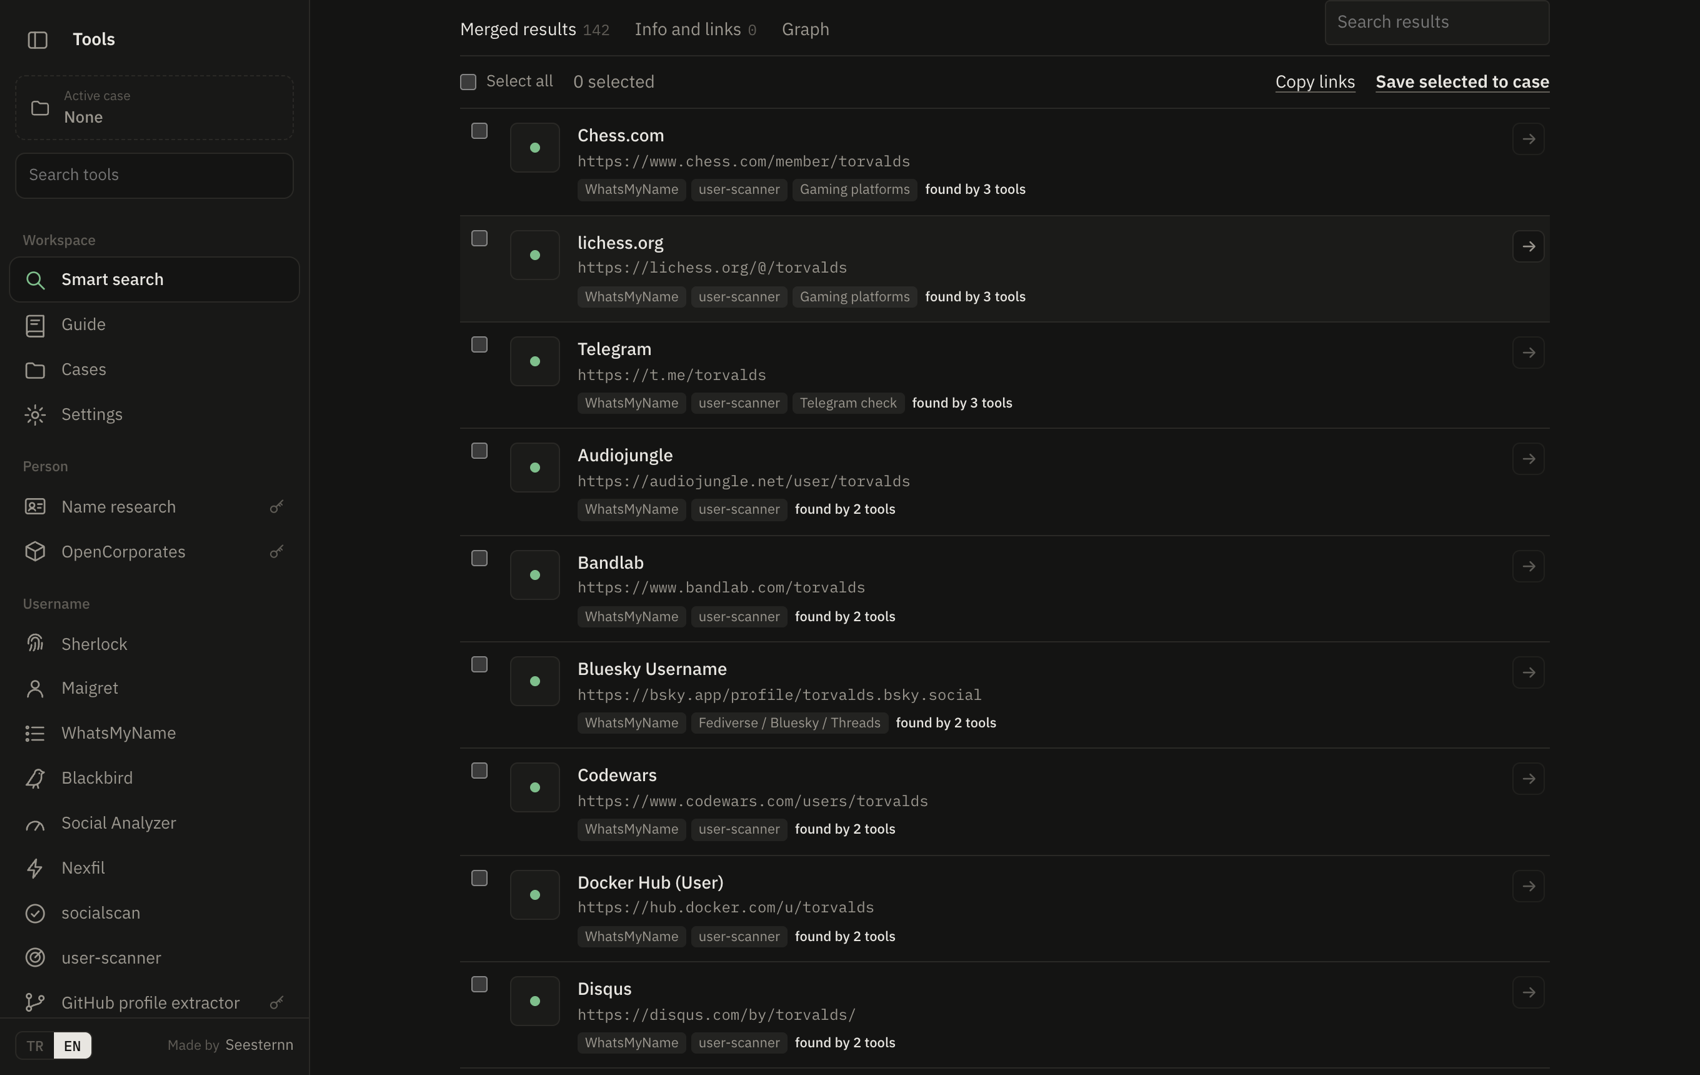 Tools
Active case
None
Search tools
Workspace
Smart search
Guide
Cases
Settings
Person
Name research
OpenCorporates
Username
Sherlock
Maigret
WhatsMyName
Blackbird
Social Analyzer
Nexfil
socialscan
user-scanner
GitHub profile extractor
TR EN Made by Seesternn
Merged results 142 Info and links 0 Graph Search results
Select all 0 selected Copy links Save selected to case
Chess.com
https://www.chess.com/member/torvalds
WhatsMyName user-scanner Gaming platforms found by 3 tools
lichess.org
https://lichess.org/@/torvalds
WhatsMyName user-scanner Gaming platforms found by 3 tools
Telegram
https://t.me/torvalds
WhatsMyName user-scanner Telegram check found by 3 tools
Audiojungle
https://audiojungle.net/user/torvalds
WhatsMyName user-scanner found by 2 tools
Bandlab
https://www.bandlab.com/torvalds
WhatsMyName user-scanner found by 2 tools
Bluesky Username
https://bsky.app/profile/torvalds.bsky.social
WhatsMyName Fediverse / Bluesky / Threads found by 2 tools
Codewars
https://www.codewars.com/users/torvalds
WhatsMyName user-scanner found by 2 tools
Docker Hub (User)
https://hub.docker.com/u/torvalds
WhatsMyName user-scanner found by 2 tools
Disqus
https://disqus.com/by/torvalds/
WhatsMyName user-scanner found by 2 tools